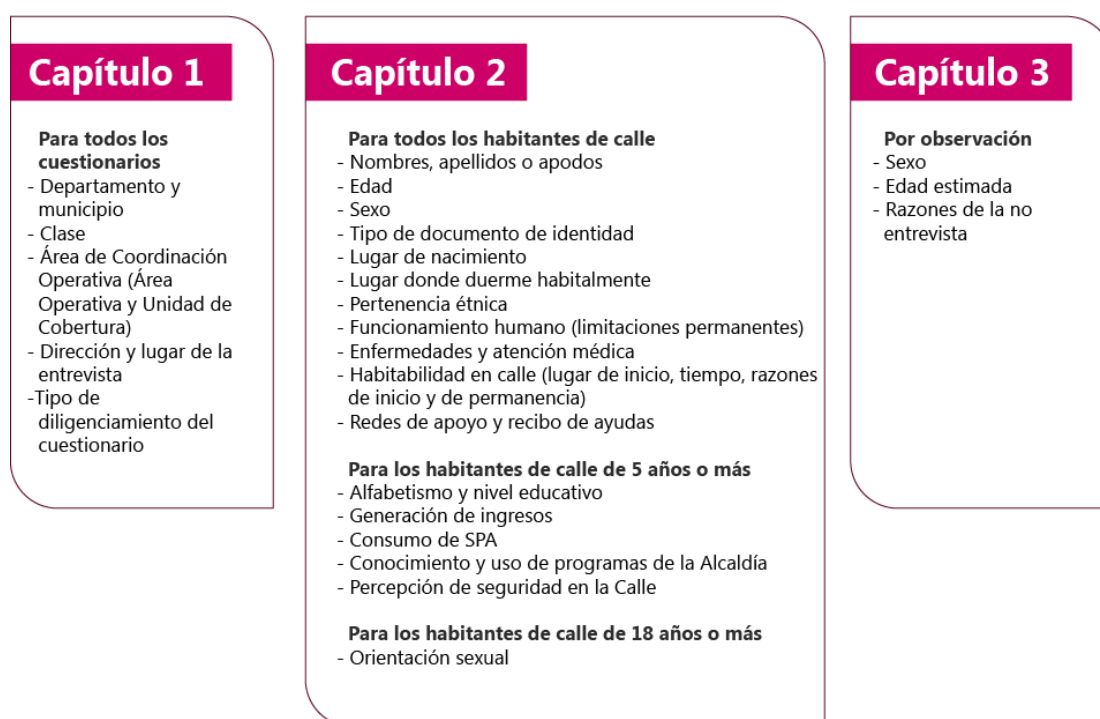 Capítulo 1
Para todos los
cuestionarios
- Departamento y
municipio
- Clase
- Área de Coordinación
Operativa (Área
Operativa y Unidad de
Cobertura)
- Dirección y lugar de la
entrevista
-Tipo de
diligenciamiento del
cuestionario
Capítulo 2
Para todos los habitantes de calle
- Nombres, apellidos o apodos
- Edad
- Sexo
- Tipo de documento de identidad
- Lugar de nacimiento
- Lugar donde duerme habitalmente
- Pertenencia étnica
- Funcionamiento humano (limitaciones permanentes)
- Enfermedades y atención médica
- Habitabilidad en calle (lugar de inicio, tiempo, razones
de inicio y de permanencia)
- Redes de apoyo y recibo de ayudas
Para los habitantes de calle de 5 años o más
- Alfabetismo y nivel educativo
- Generación de ingresos
- Consumo de SPA
- Conocimiento y uso de programas de la Alcaldía
- Percepción de seguridad en la Calle
Para los habitantes de calle de 18 años o más
- Orientación sexual
Capítulo 3
Por observación
- Sexo
- Edad estimada
- Razones de la no
entrevista